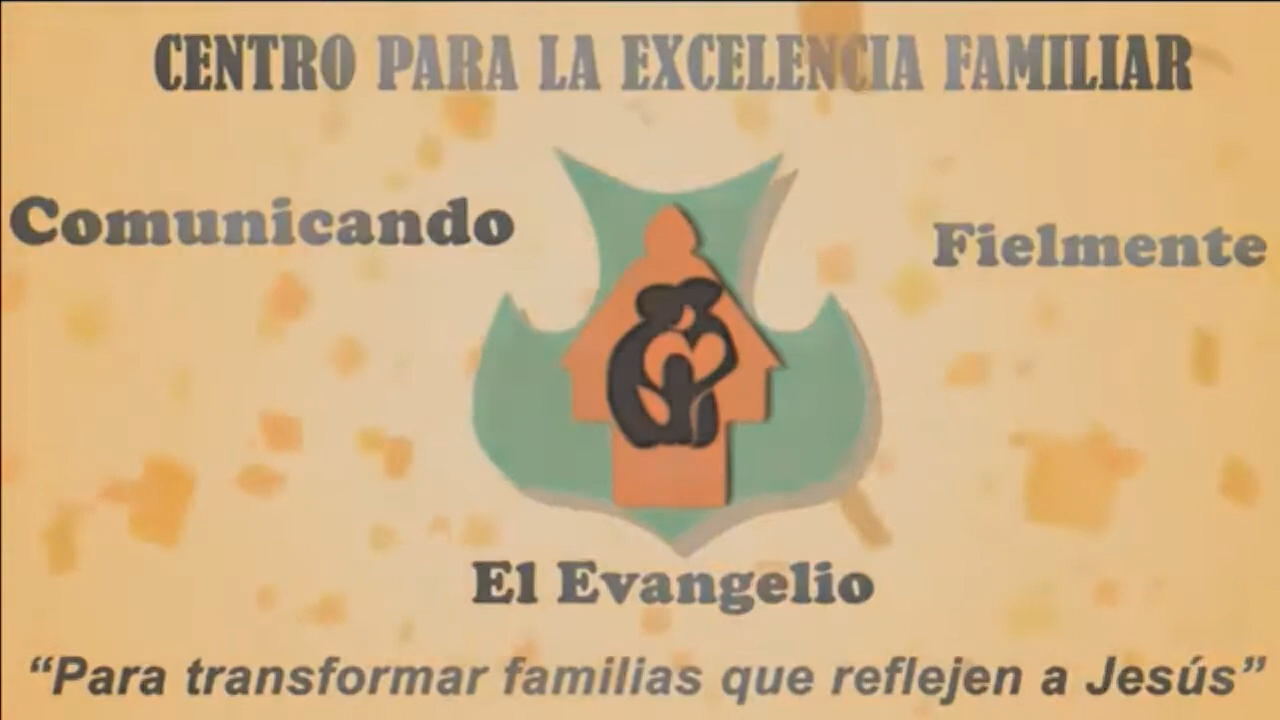 CENTRO PARA LA EXCELENCIA FAMILIAR
Comunicando
Fielmente
El Evangelio
“Para transformar familias que reflejen a Jesús”